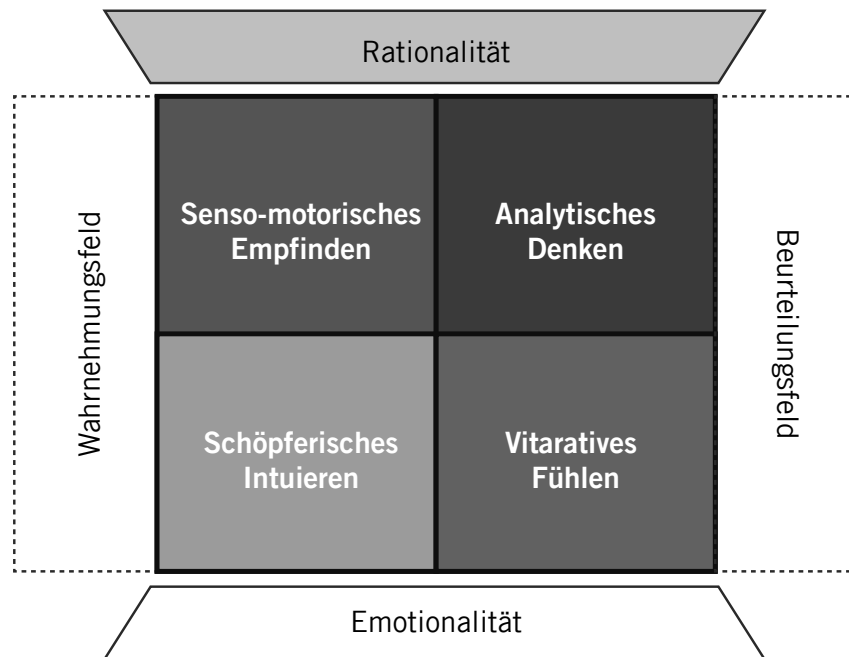 Rationalität
Wahrnehmungsfeld
Senso-motorisches
Empfinden
Analytisches
Denken
Beurteilungsfeld
Schöpferisches
Intuieren
Vitaratives
Fühlen
Emotionalität